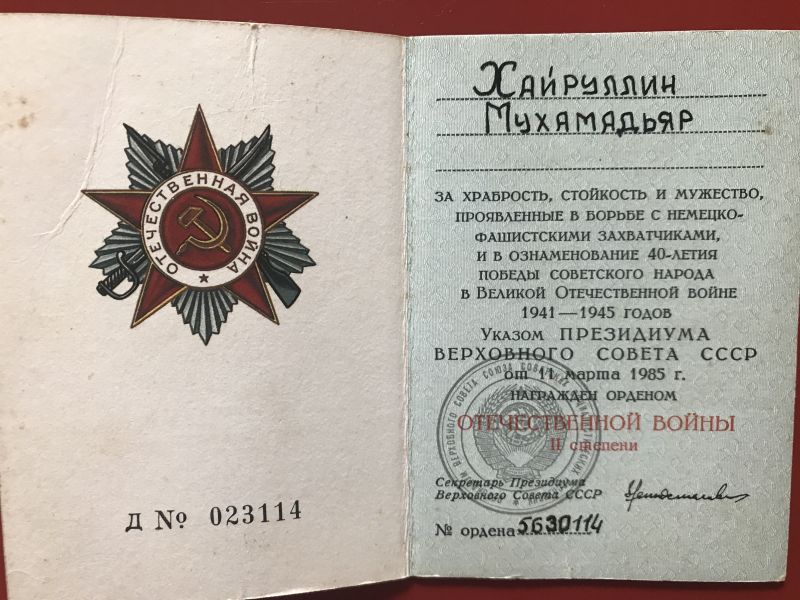 ОТЕЧЕСТВЕННАЯ ВОЙНА
Д № 023114
Хайруллин
Мухамадьяр
ЗА ХРАБРОСТЬ, СТОЙКОСТЬ И МУЖЕСТВО,
ПРОЯВЛЕННЫЕ В БОРЬБЕ С НЕМЕЦКО-
ФАШИСТСКИМИ ЗАХВАТЧИКАМИ,
И В ОЗНАМЕНОВАНИЕ 40-ЛЕТИЯ
ПОБЕДЫ СОВЕТСКОГО НАРОДА
В ВЕЛИКОЙ ОТЕЧЕСТВЕННОЙ ВОЙНЕ
1941—1945 ГОДОВ
УКАЗОМ ПРЕЗИДИУМА
ВЕРХОВНОГО СОВЕТА СССР
от 11 марта 1985 г.
НАГРАЖДЕН ОРДЕНОМ
ОТЕЧЕСТВЕННОЙ ВОЙНЫ
II степени
Секретарь Президиума
Верховного Совета СССР
№ ордена 5630114